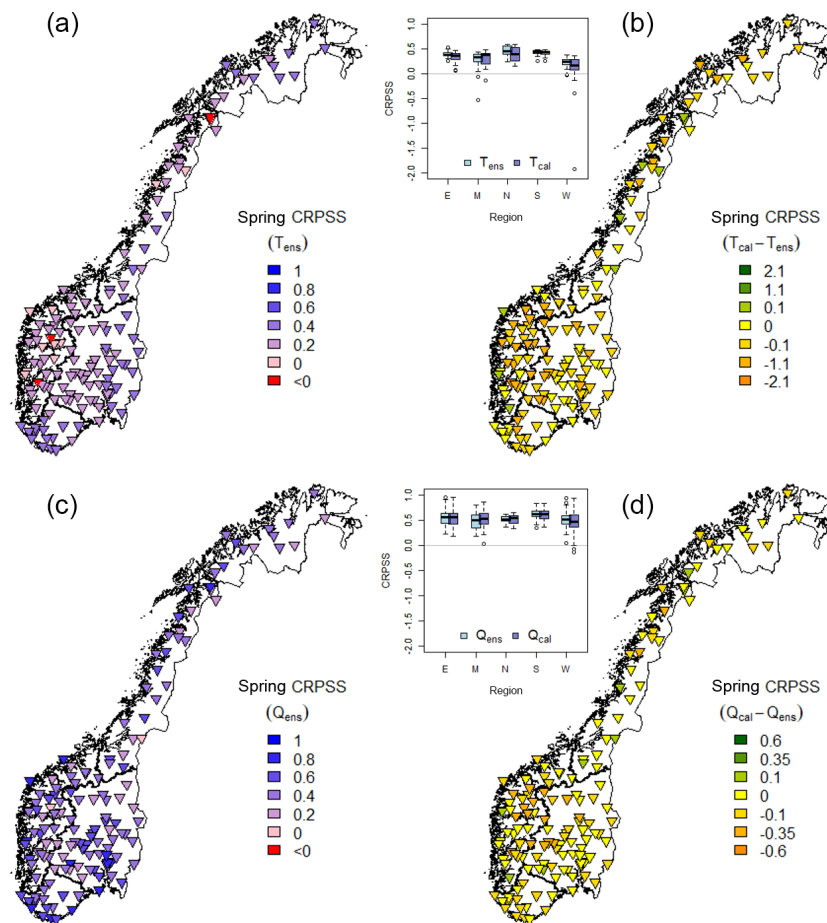 (a)
Spring CRPSS
(Tens)
1
0.8
0.6
0.4
0.2
0
<0
CRPSS
1.0
0.5
0.0
-0.5
-1.0
-1.5
-2.0
Tens Tcal
E M N S W
Region
(b)
Spring CRPSS
(Tcal−Tens)
2.1
1.1
0.1
0
-0.1
-1.1
-2.1
(c)
Spring CRPSS
(Qens)
1
0.8
0.6
0.4
0.2
0
<0
CRPSS
1.0
0.5
0.0
-0.5
-1.0
-1.5
-2.0
Qens Qcal
E M N S W
Region
(d)
Spring CRPSS
(Qcal−Qens)
0.6
0.35
0.1
0
-0.1
-0.35
-0.6